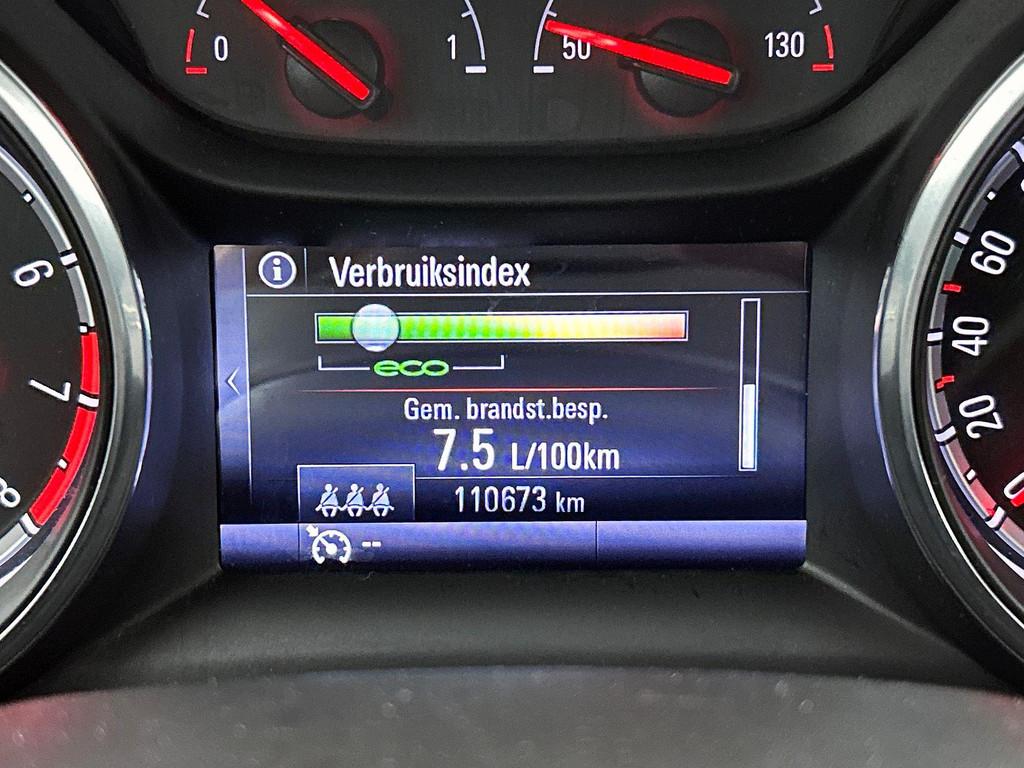 0
1
50
130
Verbruiksindex
eco
Gem. brandst.besp.
7.5 L/100km
110673 km
--
6
7
8
60
40
20
0